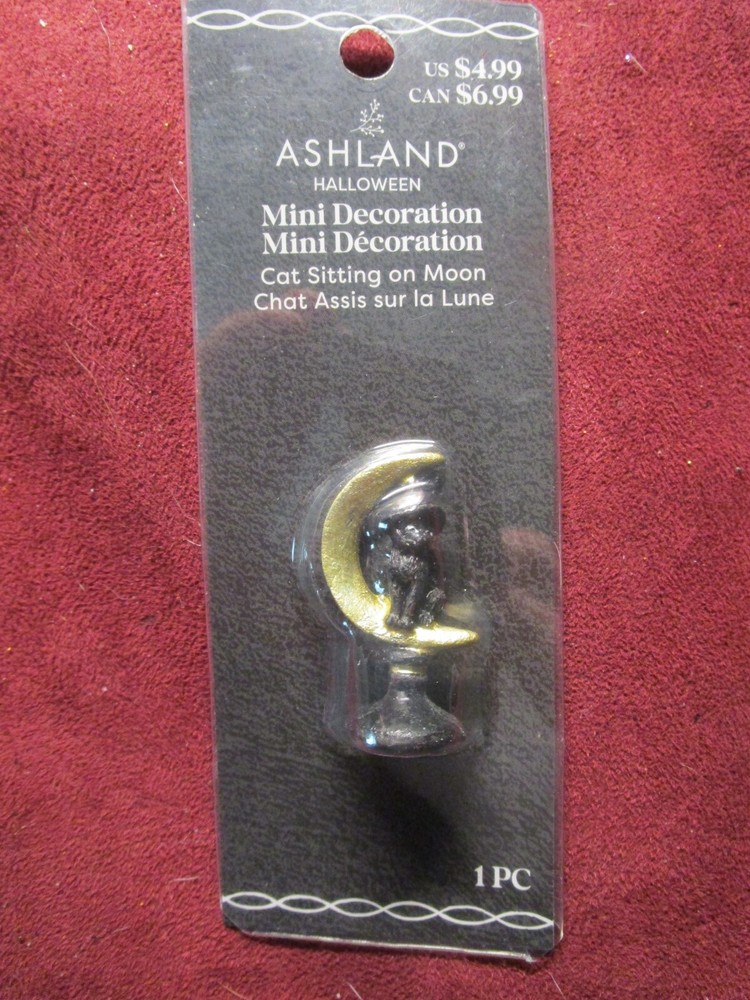 US $4.99
CAN $6.99
ASHLAND®
HALLOWEEN
Mini Decoration
Mini Décoration
Cat Sitting on Moon
Chat Assis sur la Lune
1 PC